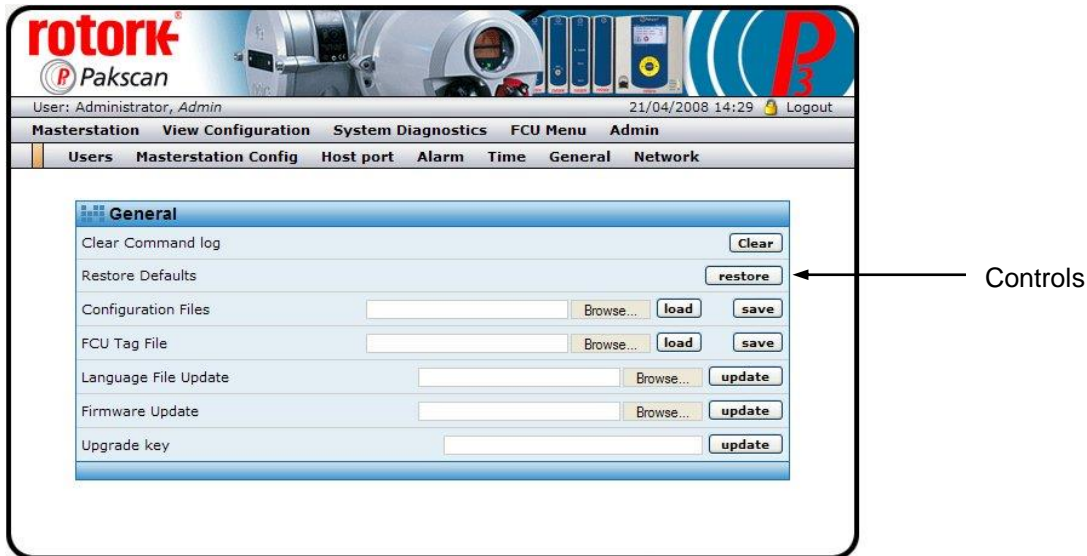 rotork®
P Pakscan
P3
User: Administrator, Admin 21/04/2008 14:29 Logout
Masterstation View Configuration System Diagnostics FCU Menu Admin
Users Masterstation Config Host port Alarm Time General Network
General
Clear Command log Clear
Restore Defaults restore
Controls
Configuration Files Browse... load save
FCU Tag File Browse... load save
Language File Update Browse... update
Firmware Update Browse... update
Upgrade key update